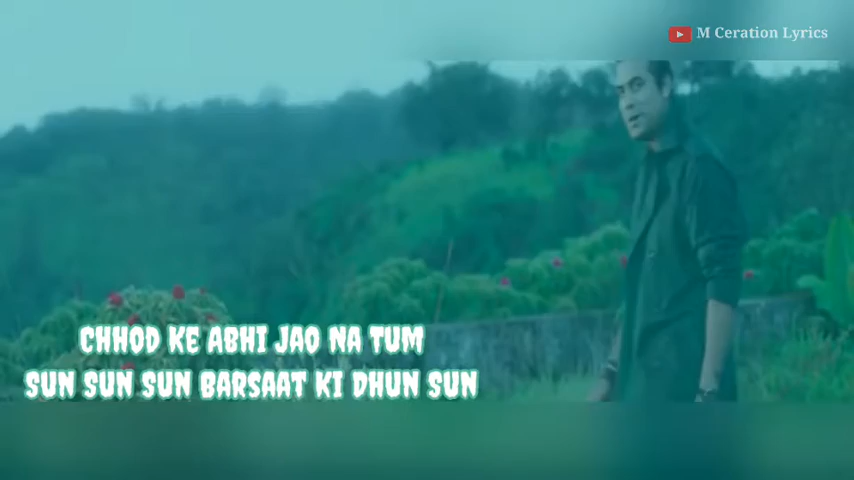 M Ceration Lyrics
CHHOD KE ABHI JAO NA TUM
SUN SUN SUN BARSAAT KI DHUN SUN